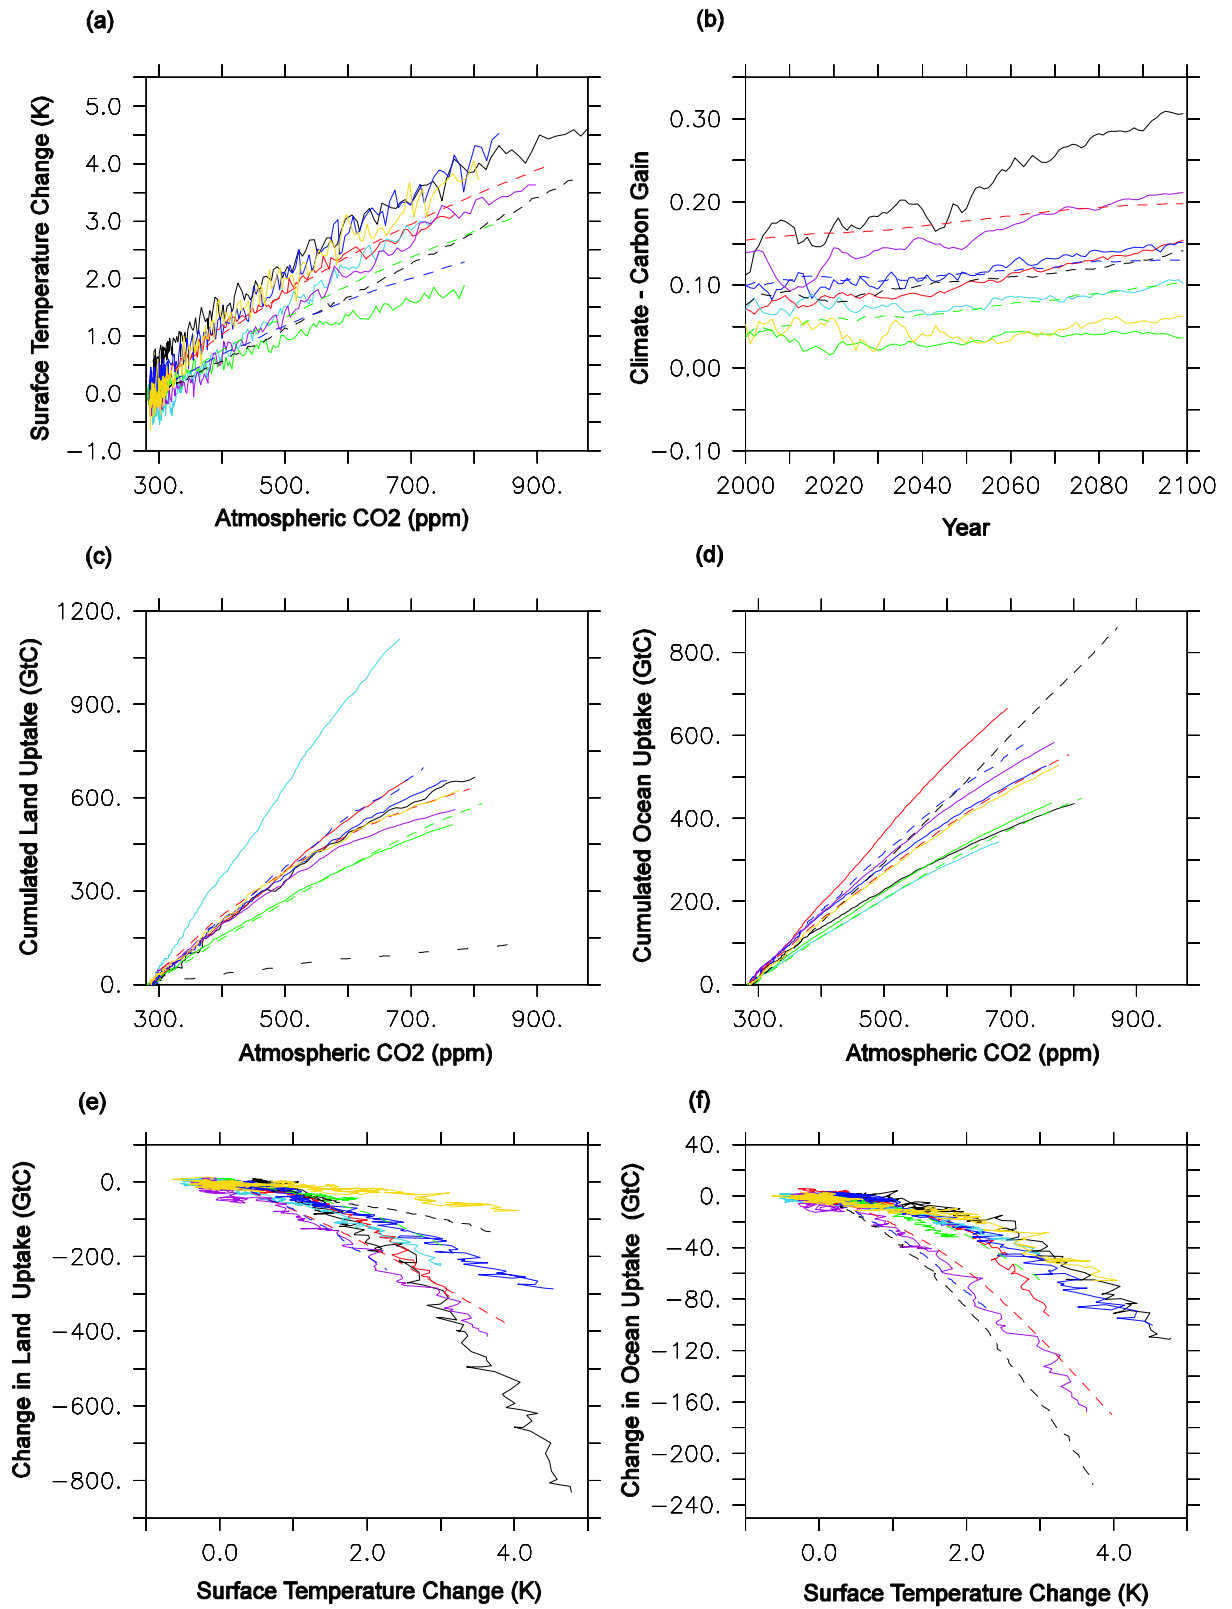 (a)
5.0
4.0
3.0
2.0
1.0
0.0
−1.0
Surafce Temperature Change (K)
300. 500. 700. 900.
Atmospheric CO2 (ppm)
(b)
0.30
0.20
0.10
0.00
−0.10
Climate - Carbon Gain
2000 2020 2040 2060 2080 2100
Year
(c)
1200.
900.
600.
300.
0.
Cumulated Land Uptake (GtC)
300. 500. 700. 900.
Atmospheric CO2 (ppm)
(d)
800.
600.
400.
200.
0.
Cumulated Ocean Uptake (GtC)
300. 500. 700. 900.
Atmospheric CO2 (ppm)
(e)
0.
−200.
−400.
−600.
−800.
Change in Land Uptake (GtC)
0.0 2.0 4.0
Surface Temperature Change (K)
(f)
40.
0.
−40.
−80.
−120.
−160.
−200.
−240.
Change in Ocean Uptake (GtC)
0.0 2.0 4.0
Surface Temperature Change (K)